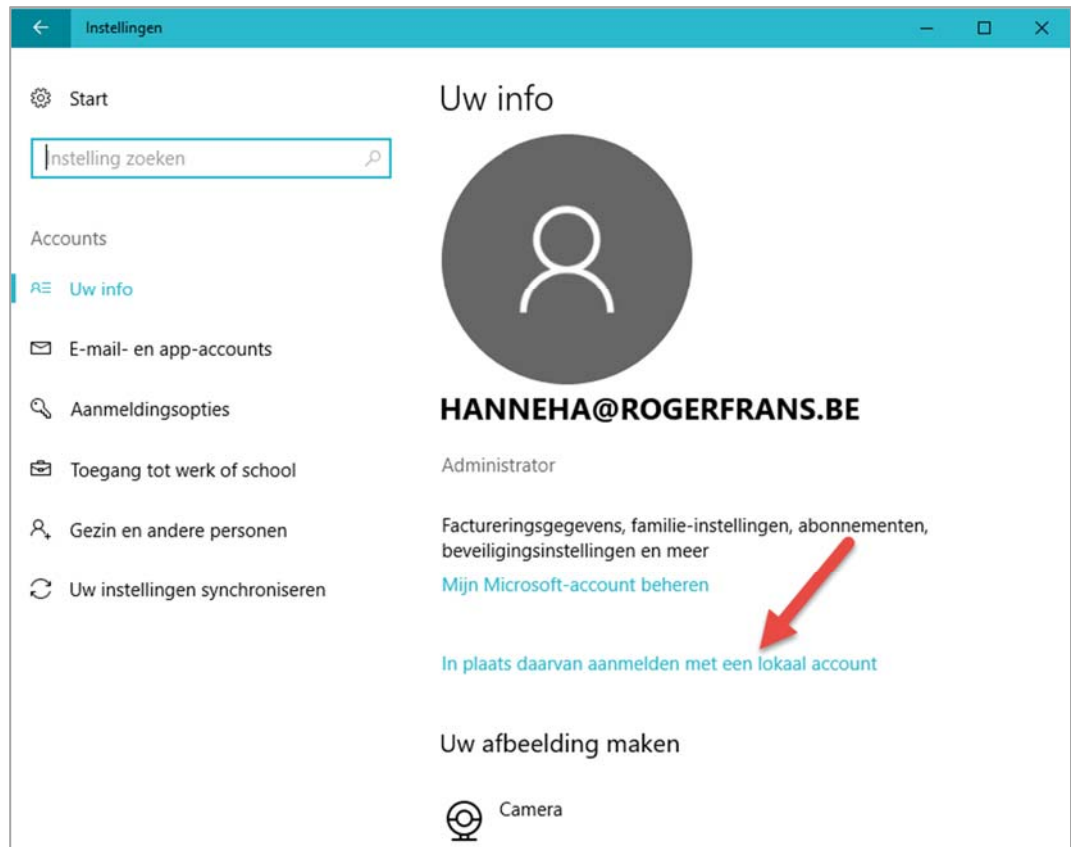 Instellingen
Start
Instelling zoeken
Accounts
Uw info
E-mail- en app-accounts
Aanmeldingsopties
Toegang tot werk of school
Gezin en andere personen
Uw instellingen synchroniseren
Uw info
HANNEHA@ROGERFRANS.BE
Administrator
Factureringsgegevens, familie-instellingen, abonnementen,
beveiligingsinstellingen en meer
Mijn Microsoft-account beheren
In plaats daarvan aanmelden met een lokaal account
Uw afbeelding maken
Camera